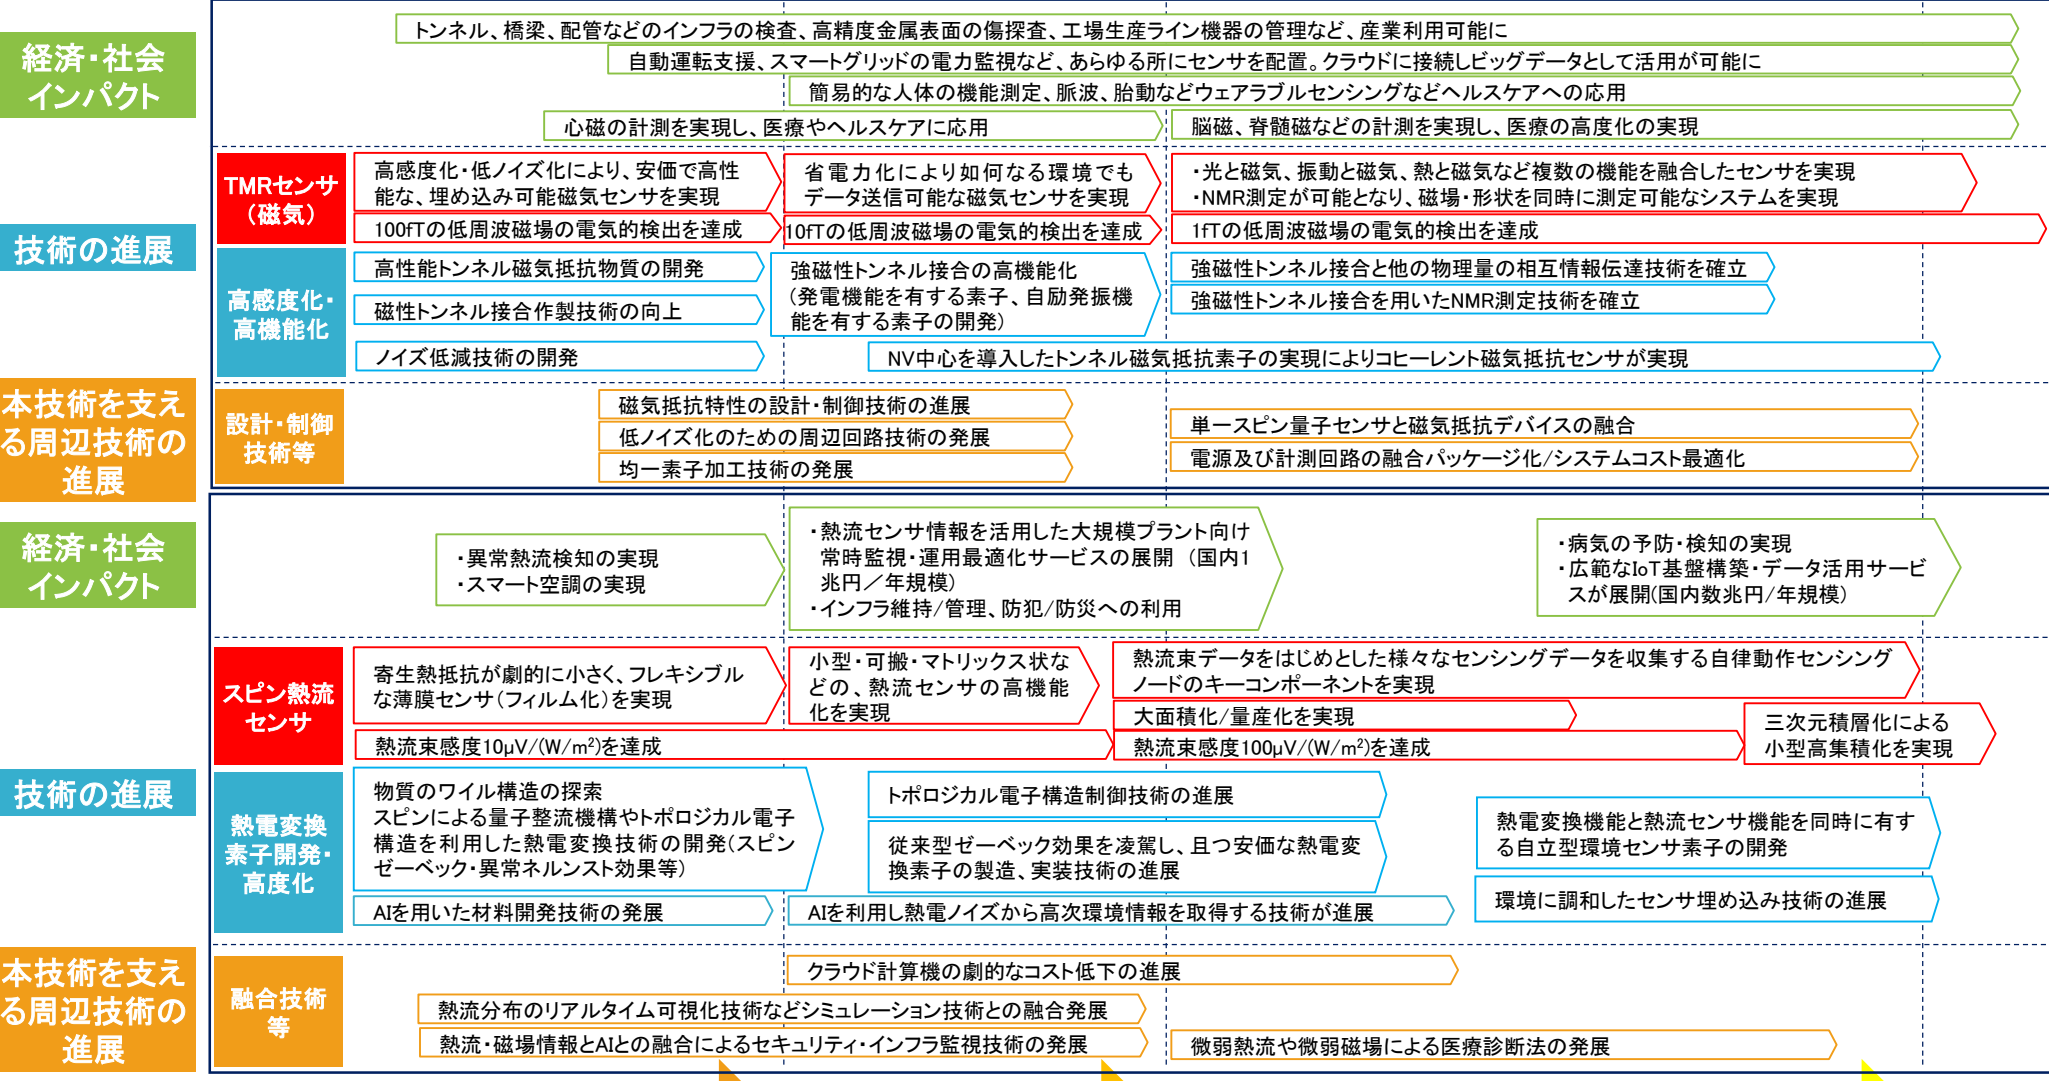 経済・社会
インパクト
トンネル、橋梁、配管などのインフラの検査、高精度金属表面の傷探査、工場生産ライン機器の管理など、産業利用可能に
自動運転支援、スマートグリッドの電力監視など、あらゆる所にセンサを配置。クラウドに接続しビッグデータとして活用が可能に
簡易的な人体の機能測定、脈波、胎動などウェアラブルセンシングなどヘルスケアへの応用
心磁の計測を実現し、医療やヘルスケアに応用
脳磁、脊髄磁などの計測を実現し、医療の高度化の実現
技術の進展
TMRセンサ
（磁気）
高感度化・低ノイズ化により、安価で高性
能な、埋め込み可能磁気センサを実現
省電力化により如何なる環境でも
データ送信可能な磁気センサを実現
・光と磁気、振動と磁気、熱と磁気など複数の機能を融合したセンサを実現
・NMR測定が可能となり、磁場・形状を同時に測定可能なシステムを実現
100fTの低周波磁場の電気的検出を達成
10fTの低周波磁場の電気的検出を達成
1fTの低周波磁場の電気的検出を達成
高感度化・
高機能化
高性能トンネル磁気抵抗物質の開発
磁性トンネル接合作製技術の向上
ノイズ低減技術の開発
強磁性トンネル接合の高機能化
（発電機能を有する素子、自励発振機
能を有する素子の開発）
強磁性トンネル接合と他の物理量の相互情報伝達技術を確立
強磁性トンネル接合を用いたNMR測定技術を確立
NV中心を導入したトンネル磁気抵抗素子の実現によりコヒーレント磁気抵抗センサが実現
本技術を支え
る周辺技術の
進展
設計・制御
技術等
磁気抵抗特性の設計・制御技術の進展
低ノイズ化のための周辺回路技術の発展
均一素子加工技術の発展
単一スピン量子センサと磁気抵抗デバイスの融合
電源及び計測回路の融合パッケージ化/システムコスト最適化
経済・社会
インパクト
・異常熱流検知の実現
・スマート空調の実現
・熱流センサ情報を活用した大規模プラント向け
常時監視・運用最適化サービスの展開 （国内1
兆円／年規模）
・インフラ維持/管理、防犯/防災への利用
・病気の予防・検知の実現
・広範なIoT基盤構築・データ活用サービ
スが展開(国内数兆円/年規模)
技術の進展
スピン熱流
センサ
寄生熱抵抗が劇的に小さく、フレキシブル
な薄膜センサ（フィルム化）を実現
小型・可搬・マトリックス状な
どの、熱流センサの高機能
化を実現
熱流束データをはじめとした様々なセンシングデータを収集する自律動作センシング
ノードのキーコンポーネントを実現
大面積化/量産化を実現
熱流束感度10μV/(W/m²)を達成
熱流束感度100μV/(W/m²)を達成
三次元積層化による
小型高集積化を実現
熱電変換
素子開発・
高度化
物質のワイル構造の探索
スピンによる量子整流機構やトポロジカル電子
構造を利用した熱電変換技術の開発(スピン
ゼーベック・異常ネルンスト効果等)
AIを用いた材料開発技術の発展
トポロジカル電子構造制御技術の進展
従来型ゼーベック効果を凌駕し、且つ安価な熱電変
換素子の製造、実装技術の進展
AIを利用し熱電ノイズから高次環境情報を取得する技術が進展
熱電変換機能と熱流センサ機能を同時に有す
る自立型環境センサ素子の開発
環境に調和したセンサ埋め込み技術の進展
本技術を支え
る周辺技術の
進展
融合技術
等
クラウド計算機の劇的なコスト低下の進展
熱流分布のリアルタイム可視化技術などシミュレーション技術との融合発展
熱流・磁場情報とAIとの融合によるセキュリティ・インフラ監視技術の発展
微弱熱流や微弱磁場による医療診断法の発展